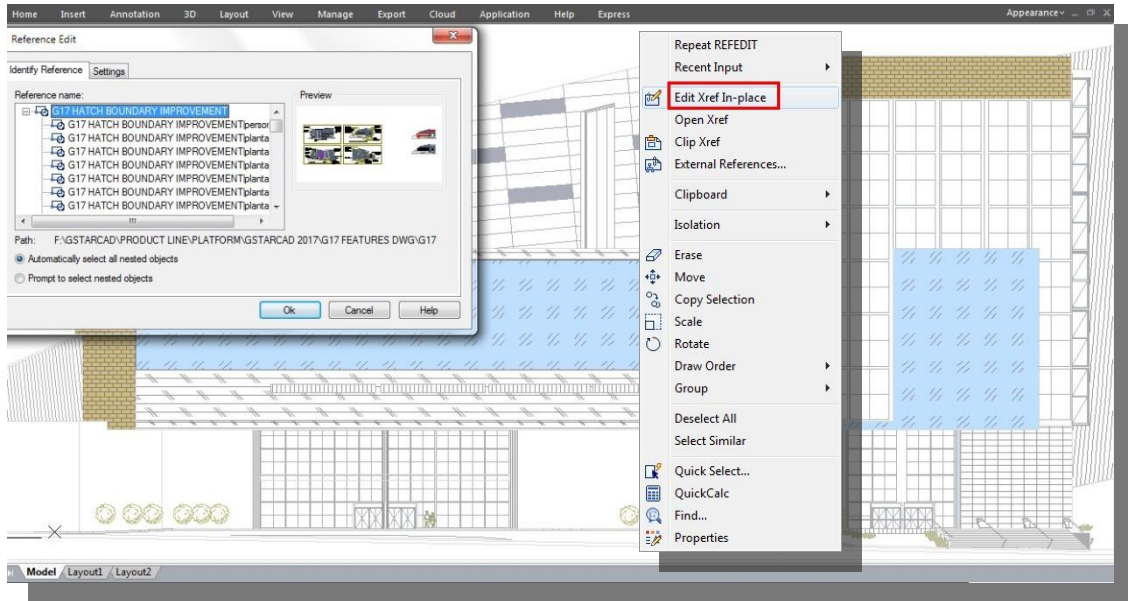 Home Insert Annotation 3D Layout View Manage Export Cloud Application Help Express Appearance
Reference Edit
Identify Reference Settings
Reference name:
G17 HATCH BOUNDARY IMPROVEMENT
G17 HATCH BOUNDARY IMPROVEMENT|person
G17 HATCH BOUNDARY IMPROVEMENT|planta
G17 HATCH BOUNDARY IMPROVEMENT|planta
G17 HATCH BOUNDARY IMPROVEMENT|planta
G17 HATCH BOUNDARY IMPROVEMENT|planta
G17 HATCH BOUNDARY IMPROVEMENT|planta
G17 HATCH BOUNDARY IMPROVEMENT|planta
Preview
Path: F:\GSTARCAD\PRODUCT LINE\PLATFORM\GSTARCAD 2017\G17 FEATURES DWG\G17
Automatically select all nested objects
Prompt to select nested objects
Ok Cancel Help
Repeat REFEDIT
Recent Input
Edit Xref In-place
Open Xref
Clip Xref
External References...
Clipboard
Isolation
Erase
Move
Copy Selection
Scale
Rotate
Draw Order
Group
Deselect All
Select Similar
Quick Select...
QuickCalc
Find...
Properties
Model Layout1 Layout2